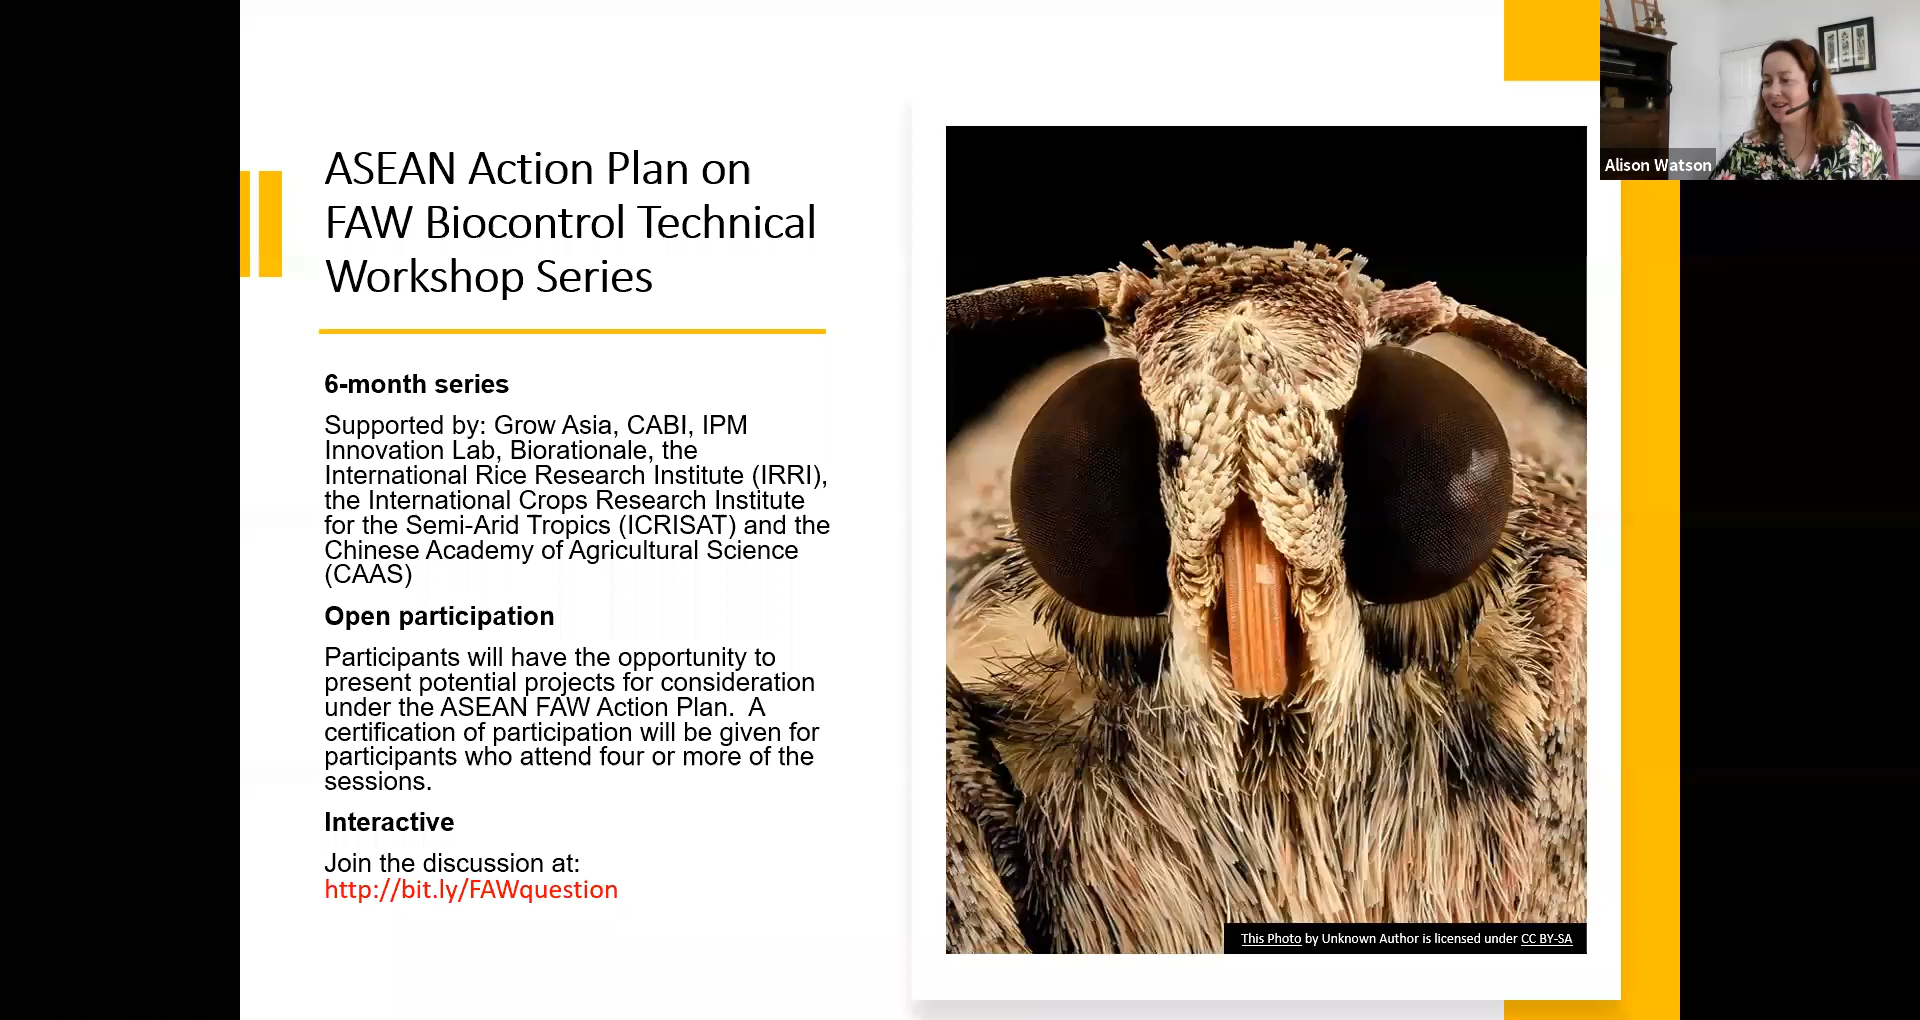 ASEAN Action Plan on
FAW Biocontrol Technical
Workshop Series
6-month series
Supported by: Grow Asia, CABI, IPM
Innovation Lab, Biorationale, the
International Rice Research Institute (IRRI),
the International Crops Research Institute
for the Semi-Arid Tropics (ICRISAT) and the
Chinese Academy of Agricultural Science
(CAAS)
Open participation
Participants will have the opportunity to
present potential projects for consideration
under the ASEAN FAW Action Plan.  A
certification of participation will be given for
participants who attend four or more of the
sessions.
Interactive
Join the discussion at:
http://bit.ly/FAWquestion
This Photo by Unknown Author is licensed under CC BY-SA
Alison Watson